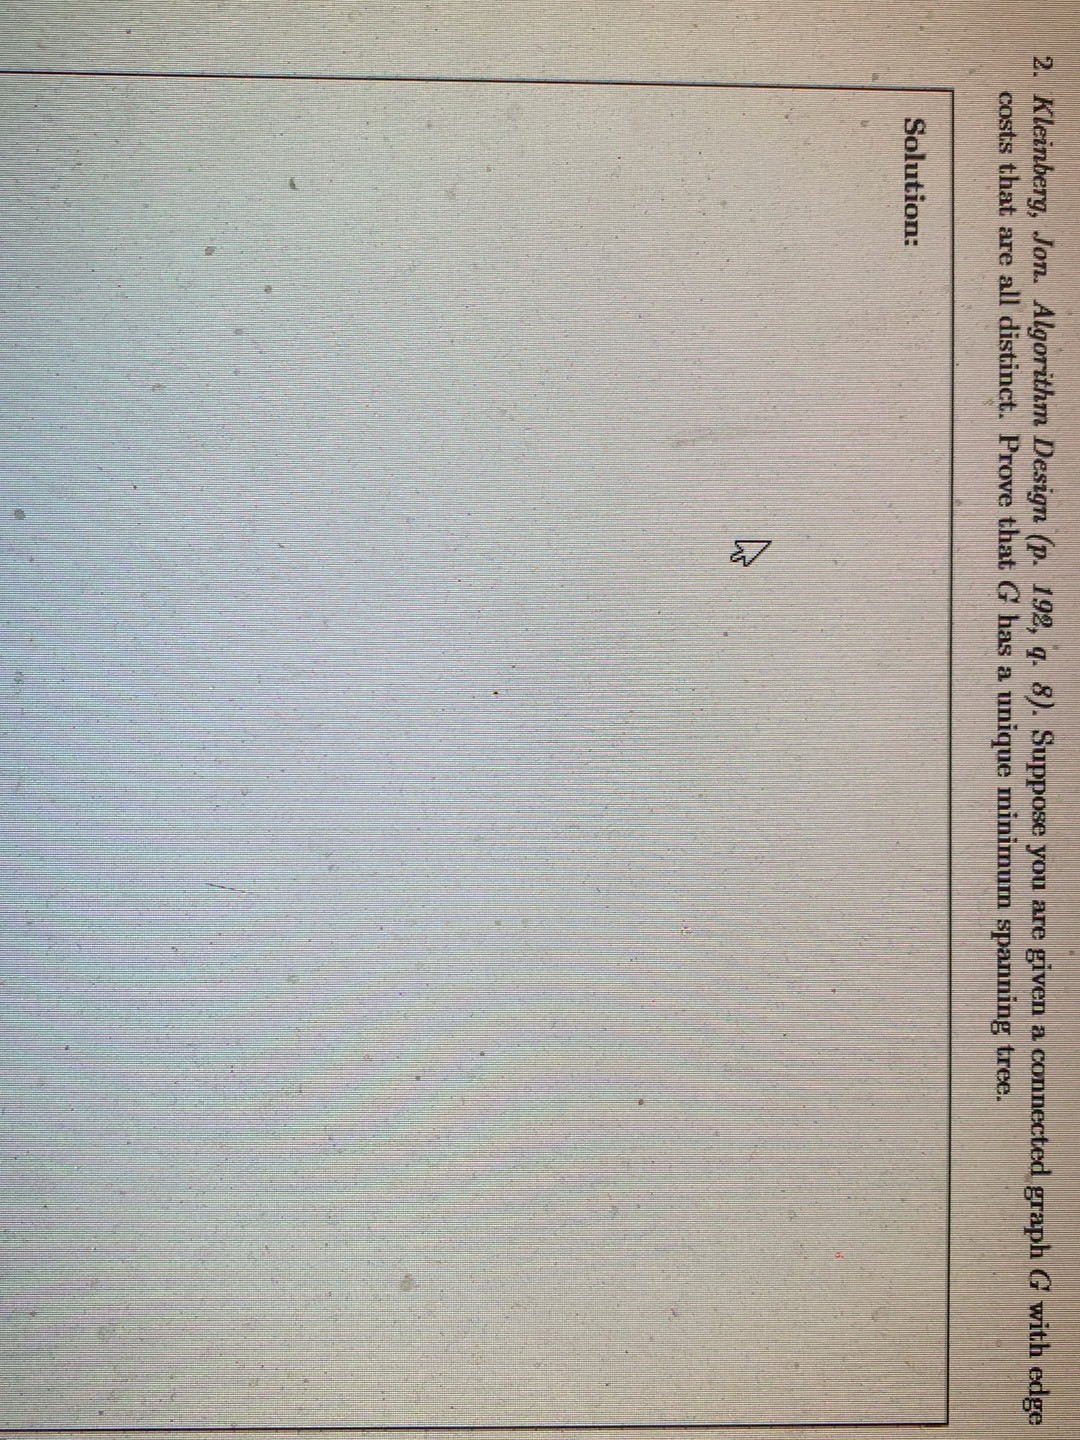 2. Kleinberg, Jon. Algorithm Design (p. 192, q. 8). Suppose you are given a connected graph G with edge
costs that are all distinct. Prove that G has a unique minimum spanning tree.
Solution: